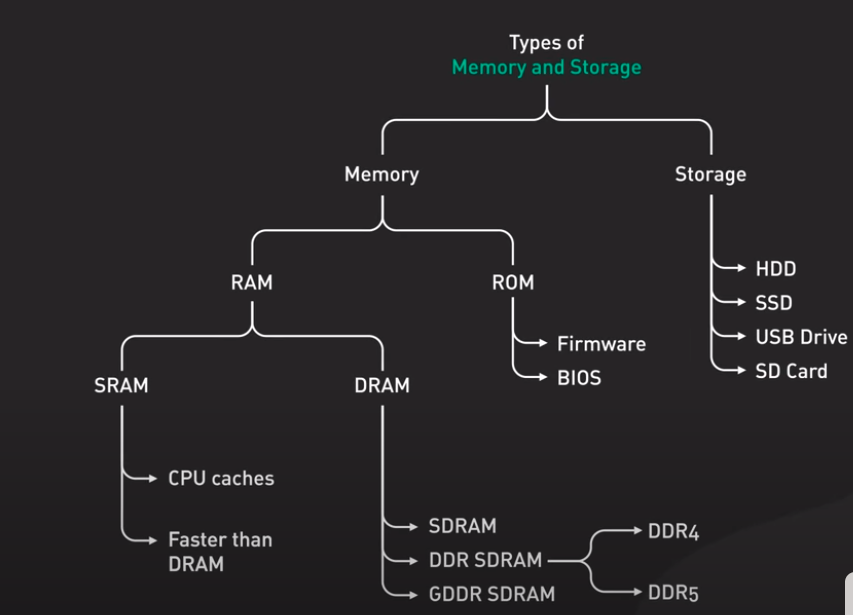 Types of
Memory and Storage
Memory
Storage
RAM
ROM
HDD
SSD
USB Drive
SD Card
Firmware
BIOS
SRAM
DRAM
CPU caches
Faster than
DRAM
SDRAM
DDR SDRAM
GDDR SDRAM
DDR4
DDR5